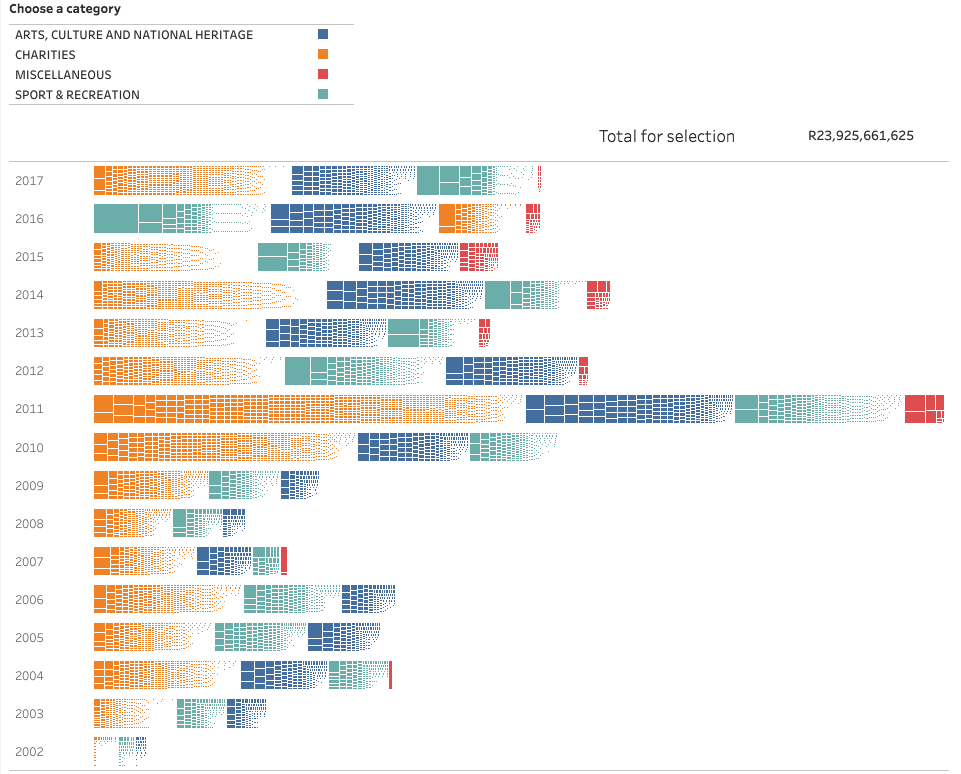 Choose a category
ARTS, CULTURE AND NATIONAL HERITAGE
CHARITIES
MISCELLANEOUS
SPORT & RECREATION
Total for selection R23,925,661,625
2017
2016
2015
2014
2013
2012
2011
2010
2009
2008
2007
2006
2005
2004
2003
2002